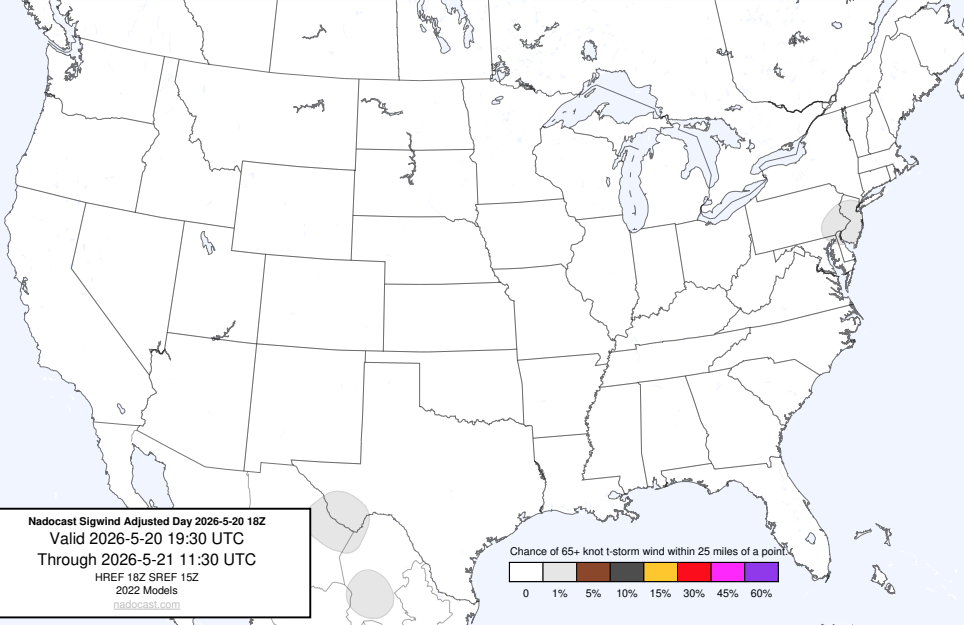 Nadocast Sigwind Adjusted Day 2026-5-20 18Z
Valid 2026-5-20 19:30 UTC
Through 2026-5-21 11:30 UTC
HREF 18Z SREF 15Z
2022 Models
nadocast.com
Chance of 65+ knot t-storm wind within 25 miles of a point.
0 1% 5% 10% 15% 30% 45% 60%